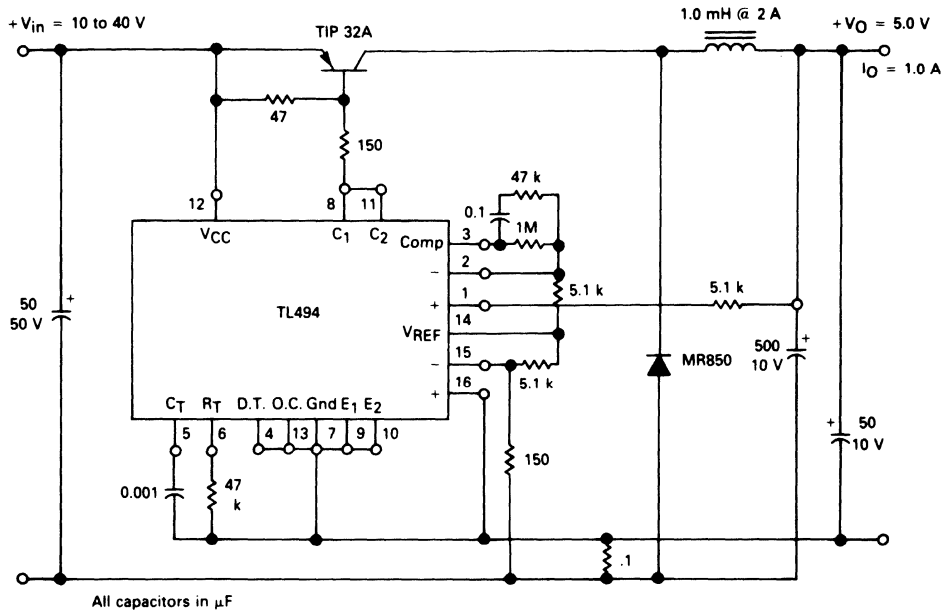 +Vin = 10 to 40 V
TIP 32A
1.0 mH @ 2 A
+VO = 5.0 V
IO = 1.0 A
47
150
47 k
0.1
1M
12
8
11
3
VCC
C1
C2
Comp
2
–
5.1 k
5.1 k
1
+
TL494
14
VREF
50
50 V
+
15
–
5.1 k
MR850
500
10 V
+
16
+
CT
RT
D.T.
O.C.
Gnd
E1
E2
5
6
4
13
7
9
10
+
50
10 V
150
0.001
47
k
.1
All capacitors in μF